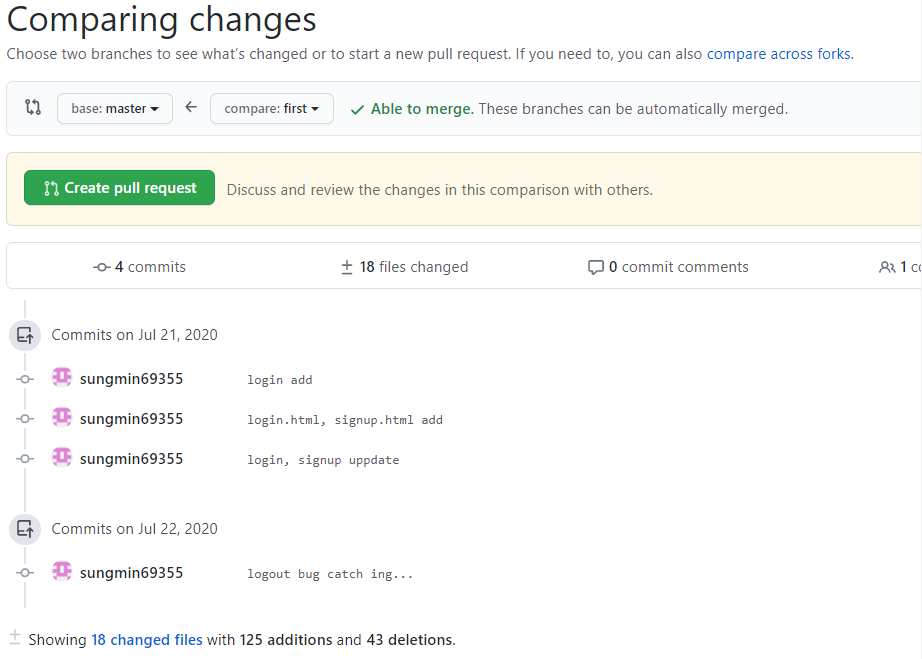 Comparing changes
Choose two branches to see what's changed or to start a new pull request. If you need to, you can also compare across forks.
base: master compare: first Able to merge. These branches can be automatically merged.
Create pull request Discuss and review the changes in this comparison with others.
4 commits 18 files changed 0 commit comments 1
Commits on Jul 21, 2020
sungmin69355 login add
sungmin69355 login.html, signup.html add
sungmin69355 login, signup uppdate
Commits on Jul 22, 2020
sungmin69355 logout bug catch ing...
Showing 18 changed files with 125 additions and 43 deletions.